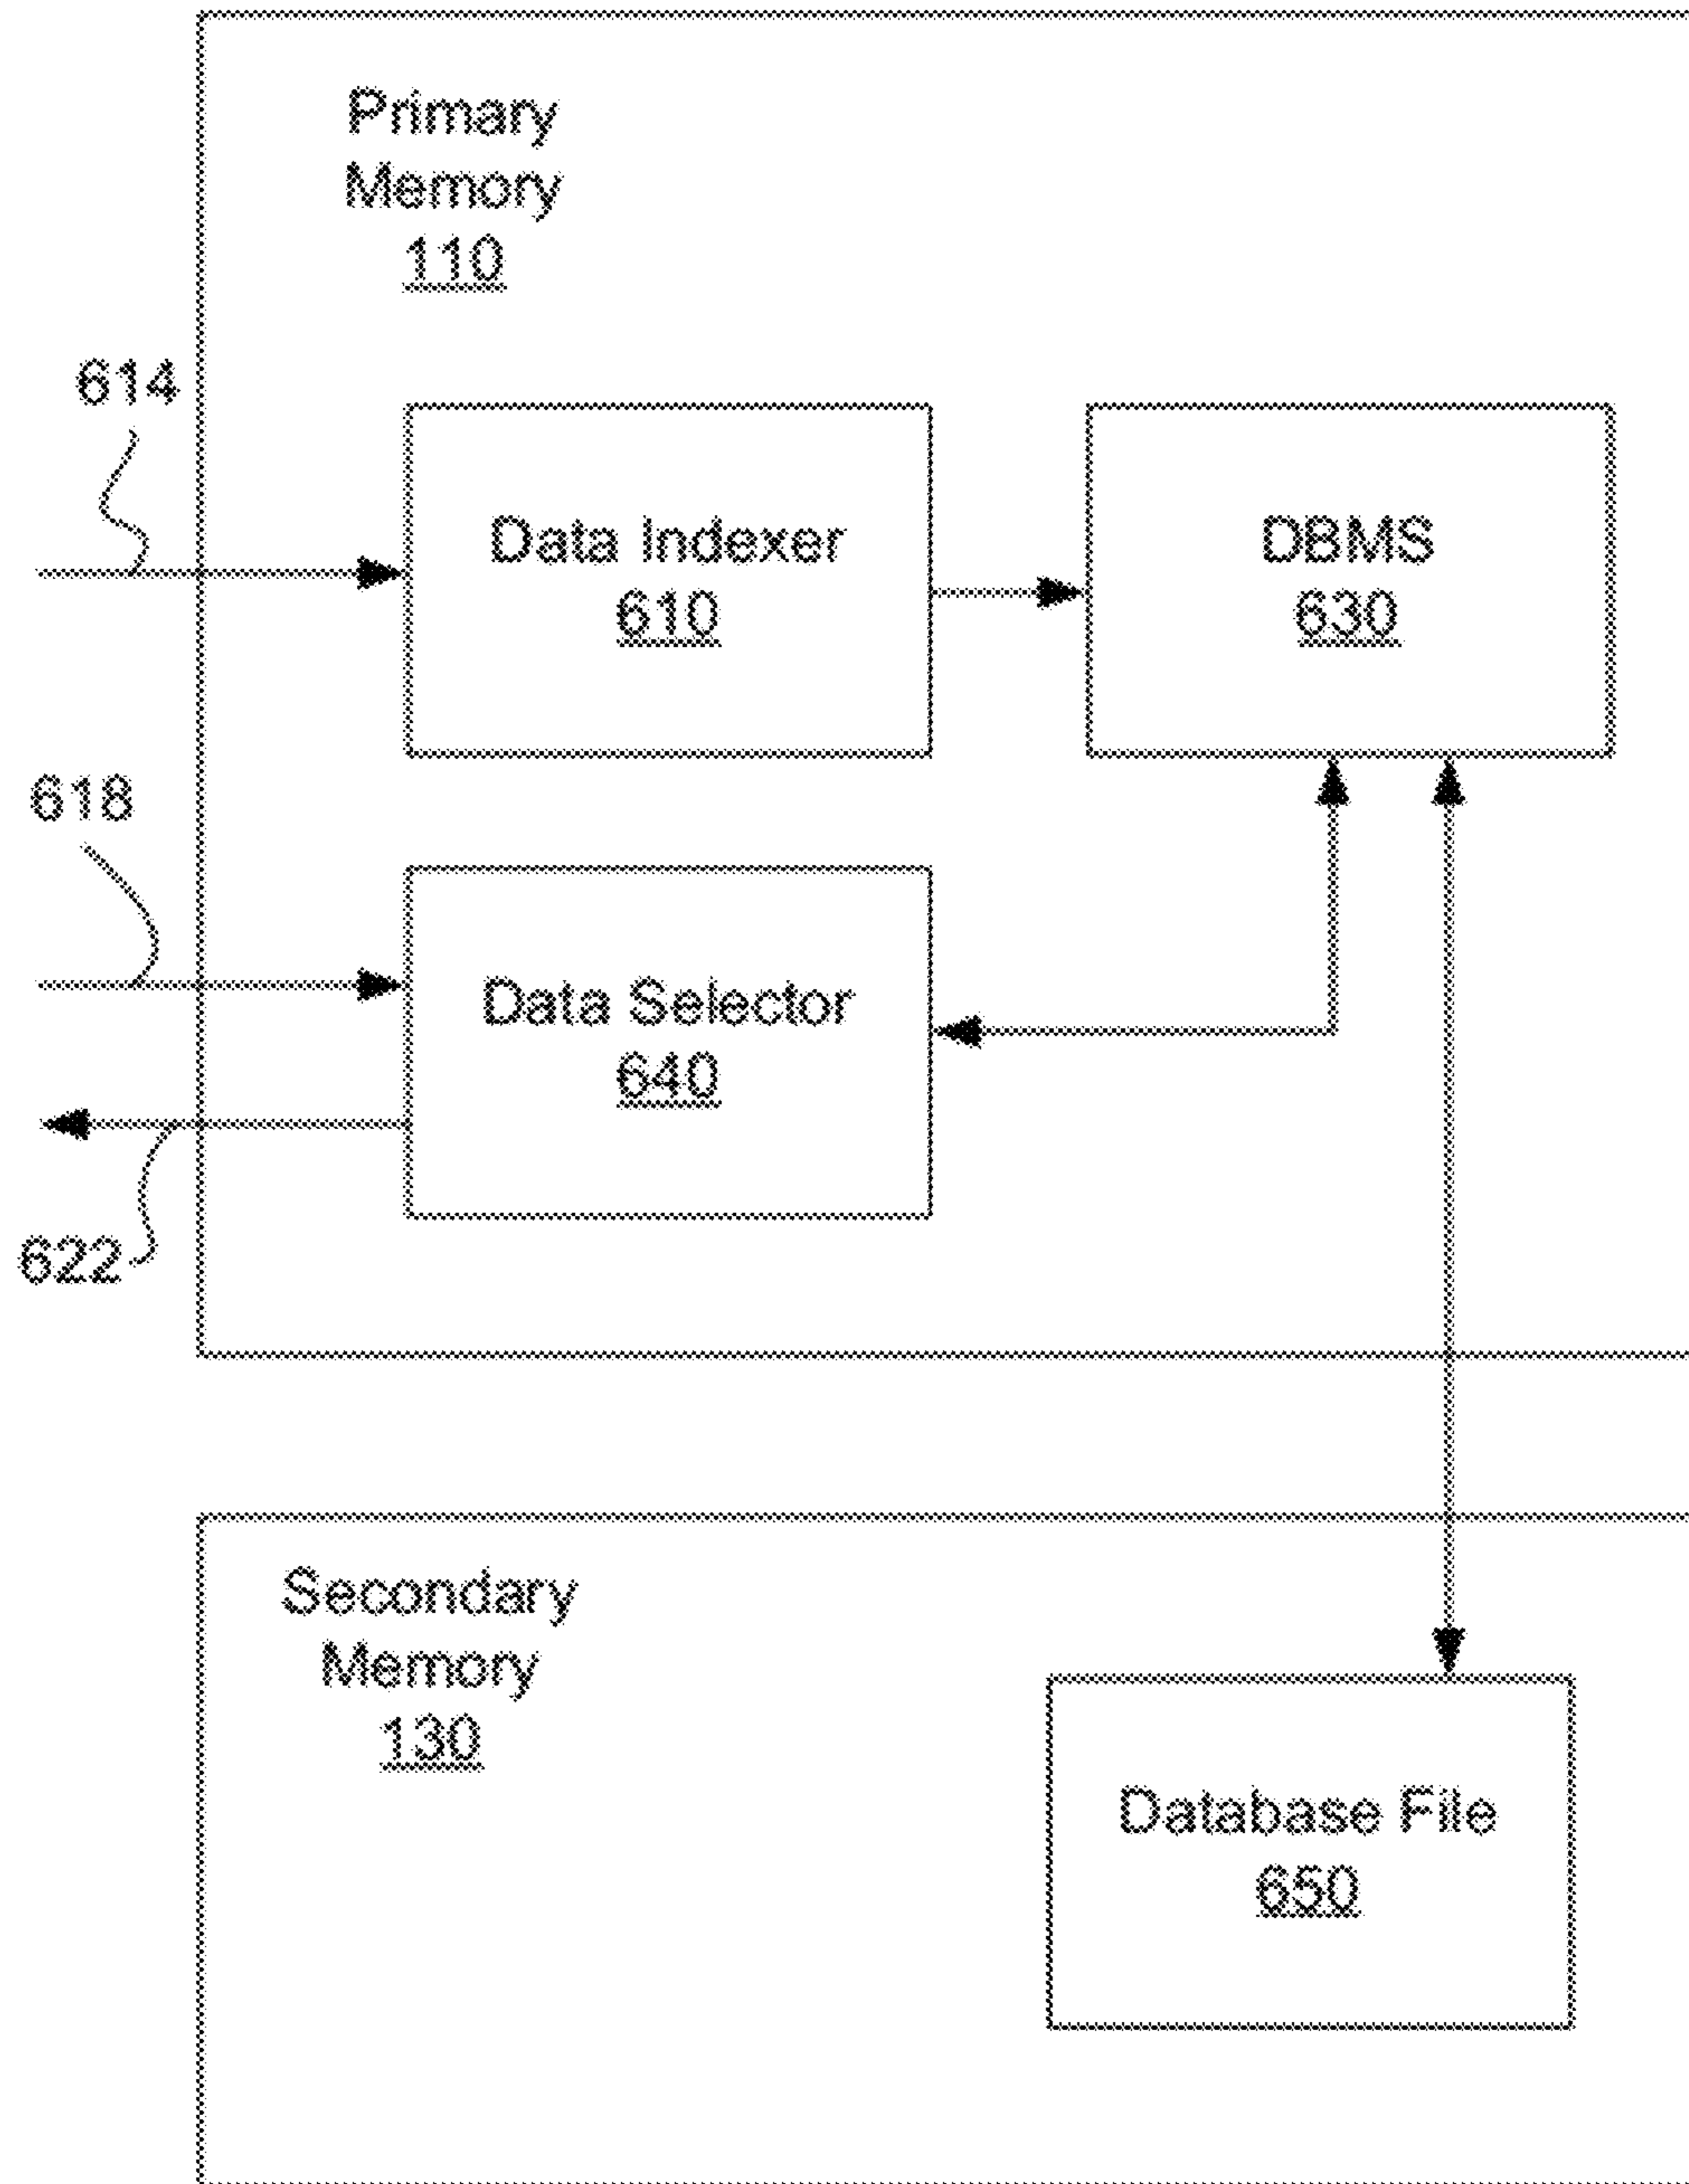 Primary
Memory
110
614
Data Indexer
610
DBMS
630
618
Data Selector
640
622
Secondary
Memory
130
Database File
650